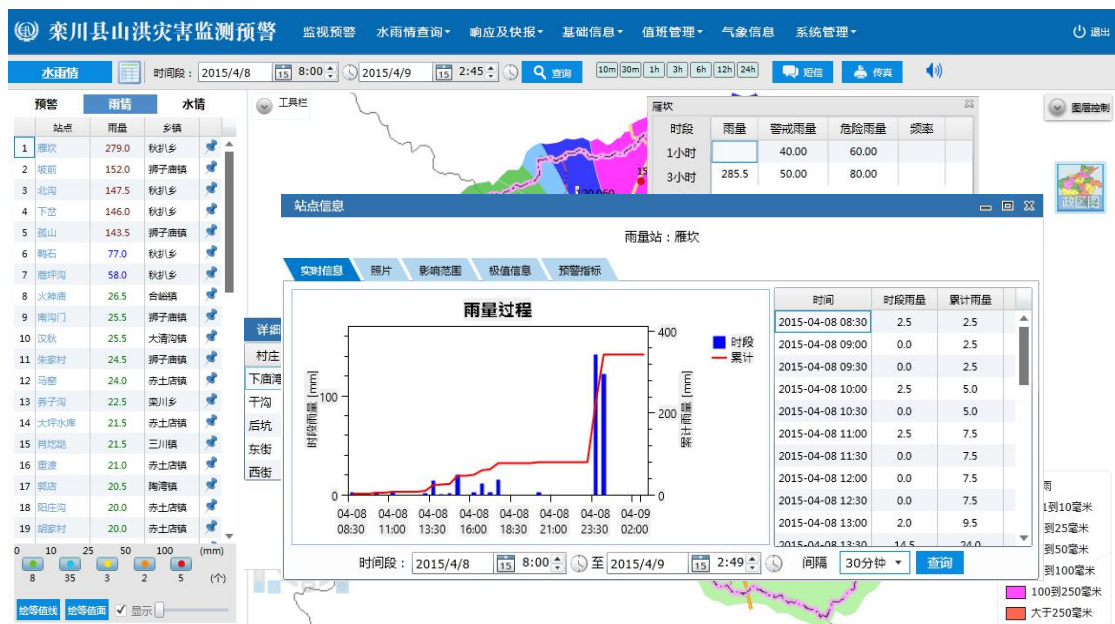 栾川县山洪灾害监测预警 监视预警 水雨情查询 响应及快报 基础信息 值班管理 气象信息 系统管理 退出
水雨情 时间段： 2015/4/8 15 8:00 2015/4/9 15 2:45 查询 10m 30m 1h 3h 6h 12h 24h 短信 传真
预警 雨情 水情
站点 雨量 乡镇
1 雁坎 279.0 秋扒乡
2 坡前 152.0 狮子庙镇
3 北沟 147.5 秋扒乡
4 下岔 146.0 秋扒乡
5 孤山 143.5 狮子庙镇
6 鸭石 77.0 秋扒乡
7 蒿坪沟 58.0 秋扒乡
8 火神庙 26.5 合峪镇
9 南沟门 25.5 狮子庙镇
10 汉秋 25.5 大清沟镇
11 朱家村 24.5 狮子庙镇
12 马窑 24.0 赤土店镇
13 养子沟 22.5 栾川乡
14 大坪水库 21.5 赤土店镇
15 肖圪跶 21.5 三川镇
16 重渡 21.0 赤土店镇
17 郭店 20.5 陶湾镇
18 阳庄沟 20.0 赤土店镇
19 胡家村 20.0 赤土店镇
0 10 25 50 100 (mm)
8 35 3 2 5 (个)
绘等值线 绘等值面 显示
工具栏
图层控制
政区图
雁坎
时段 雨量 警戒雨量 危险雨量 频率
1小时 40.00 60.00
3小时 285.5 50.00 80.00
详细
村庄
下庙湾
干沟
后坑
东街
西街
站点信息
雨量站：雁坎
实时信息 照片 影响范围 极值信息 预警指标
雨量过程
时段雨量 [mm]
100
0
累计雨量 [mm]
400
200
0
时段
累计
04-08 04-08 04-08 04-08 04-08 04-08 04-08 04-09
08:30 11:00 13:30 16:00 18:30 21:00 23:30 02:00
时间 时段雨量 累计雨量
2015-04-08 08:30 2.5 2.5
2015-04-08 09:00 0.0 2.5
2015-04-08 09:30 0.0 2.5
2015-04-08 10:00 2.5 5.0
2015-04-08 10:30 0.0 5.0
2015-04-08 11:00 2.5 7.5
2015-04-08 11:30 0.0 7.5
2015-04-08 12:00 0.0 7.5
2015-04-08 12:30 0.0 7.5
2015-04-08 13:00 2.0 9.5
2015-04-08 13:30 14.5 24.0
时间段： 2015/4/8 15 8:00 至 2015/4/9 15 2:49 间隔 30分钟 查询
雨
1到10毫米
到25毫米
到50毫米
到100毫米
100到250毫米
大于250毫米